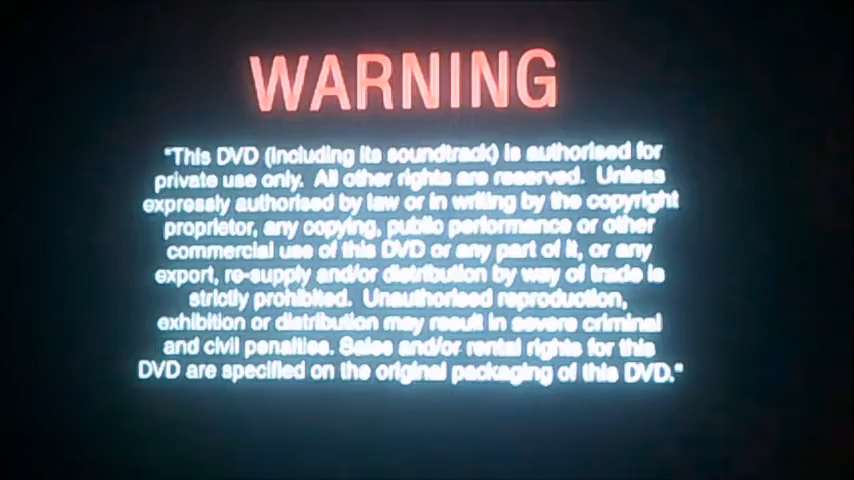 WARNING
"This DVD (including its soundtrack) is authorised for
private use only. All other rights are reserved. Unless
expressly authorised by law or in writing by the copyright
proprietor, any copying, public performance or other
commercial use of this DVD or any part of it, or any
export, re-supply and/or distribution by way of trade is
strictly prohibited. Unauthorised reproduction,
exhibition or distribution may result in severe criminal
and civil penalties. Sales and/or rental rights for this
DVD are specified on the original packaging of this DVD."